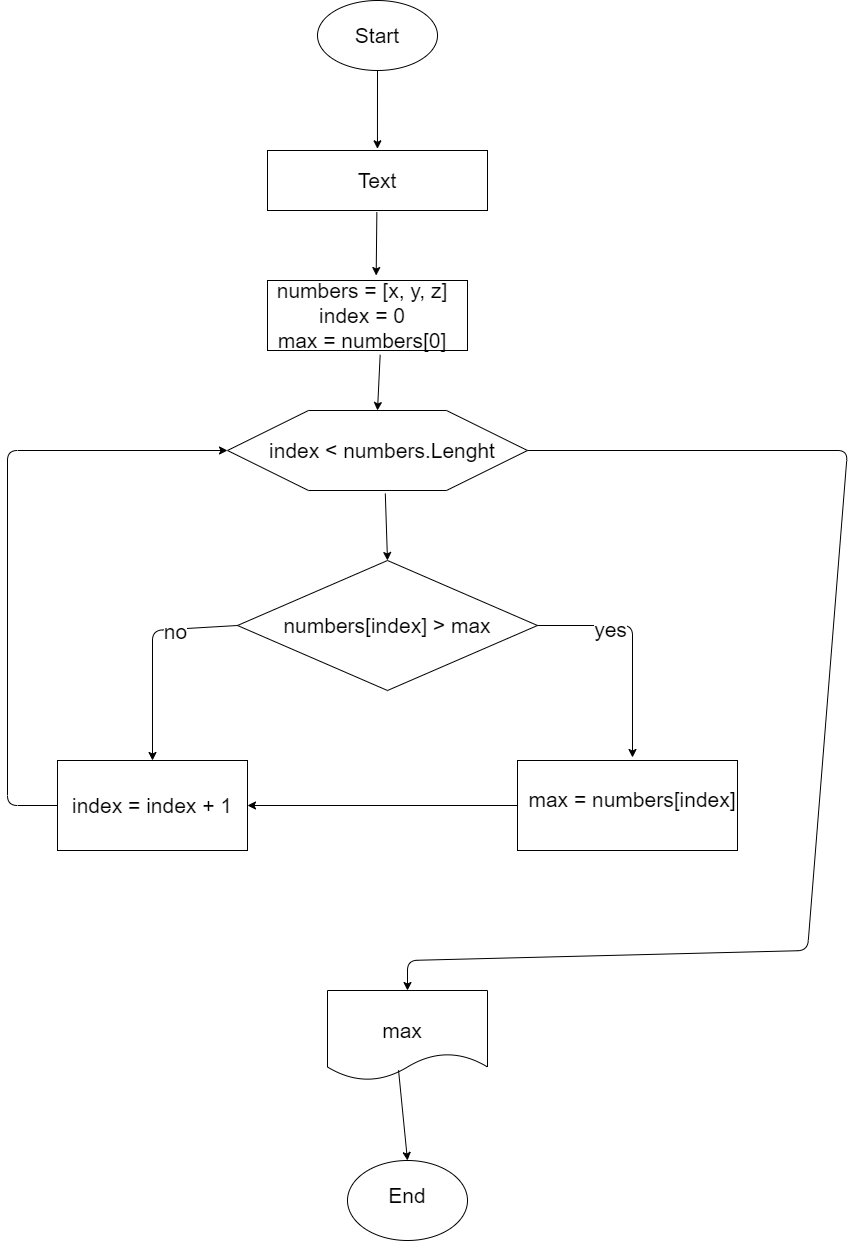 Start
Text
numbers = [x, y, z]
index = 0
max = numbers[0]
index < numbers.Lenght
numbers[index] > max
no
yes
index = index + 1
max = numbers[index]
max
End